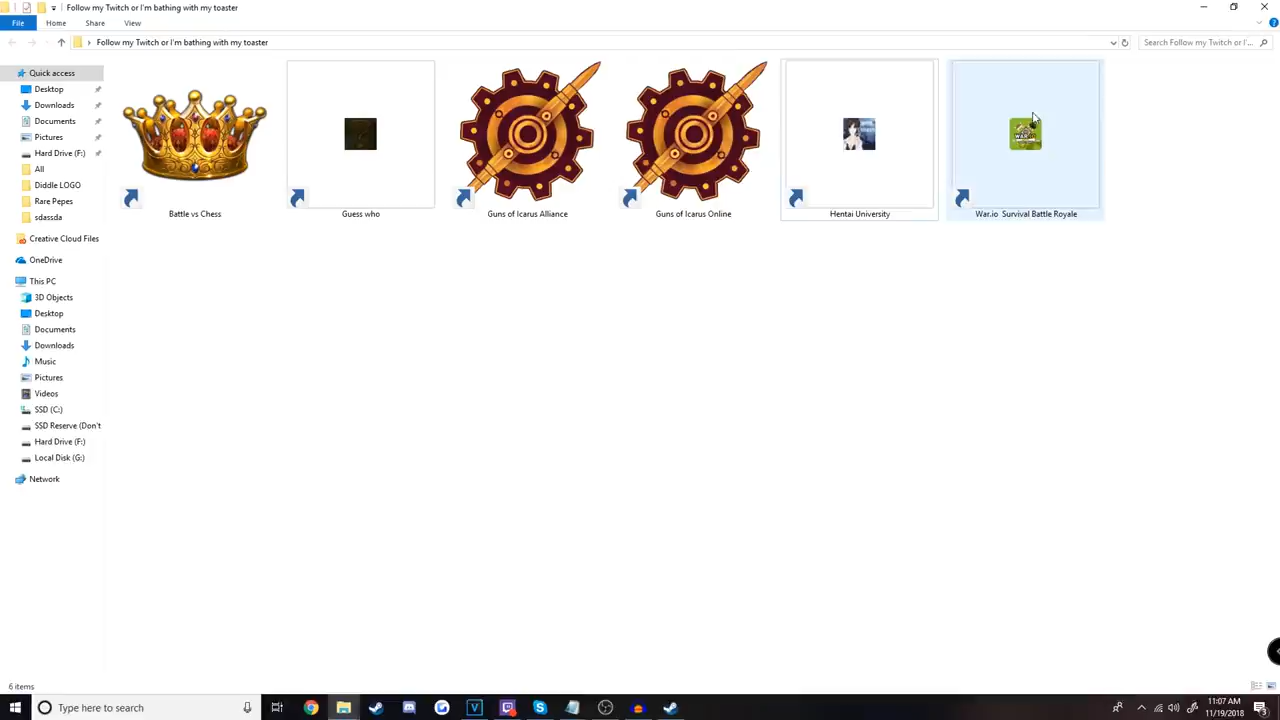 Follow my Twitch or I'm bathing with my toaster
File Home Share View
Follow my Twitch or I'm bathing with my toaster
Search Follow my Twitch or I'...
Quick access
Desktop
Downloads
Documents
Pictures
Hard Drive (F:)
All
Diddle LOGO
Rare Pepes
sdassda
Creative Cloud Files
OneDrive
This PC
3D Objects
Desktop
Documents
Downloads
Music
Pictures
Videos
SSD (C:)
SSD Reserve (Don't
Hard Drive (F:)
Local Disk (G:)
Network
Battle vs Chess
Guess who
Guns of Icarus Alliance
Guns of Icarus Online
Hentai University
War.io Survival Battle Royale
6 items
Type here to search
11:07 AM
11/19/2018